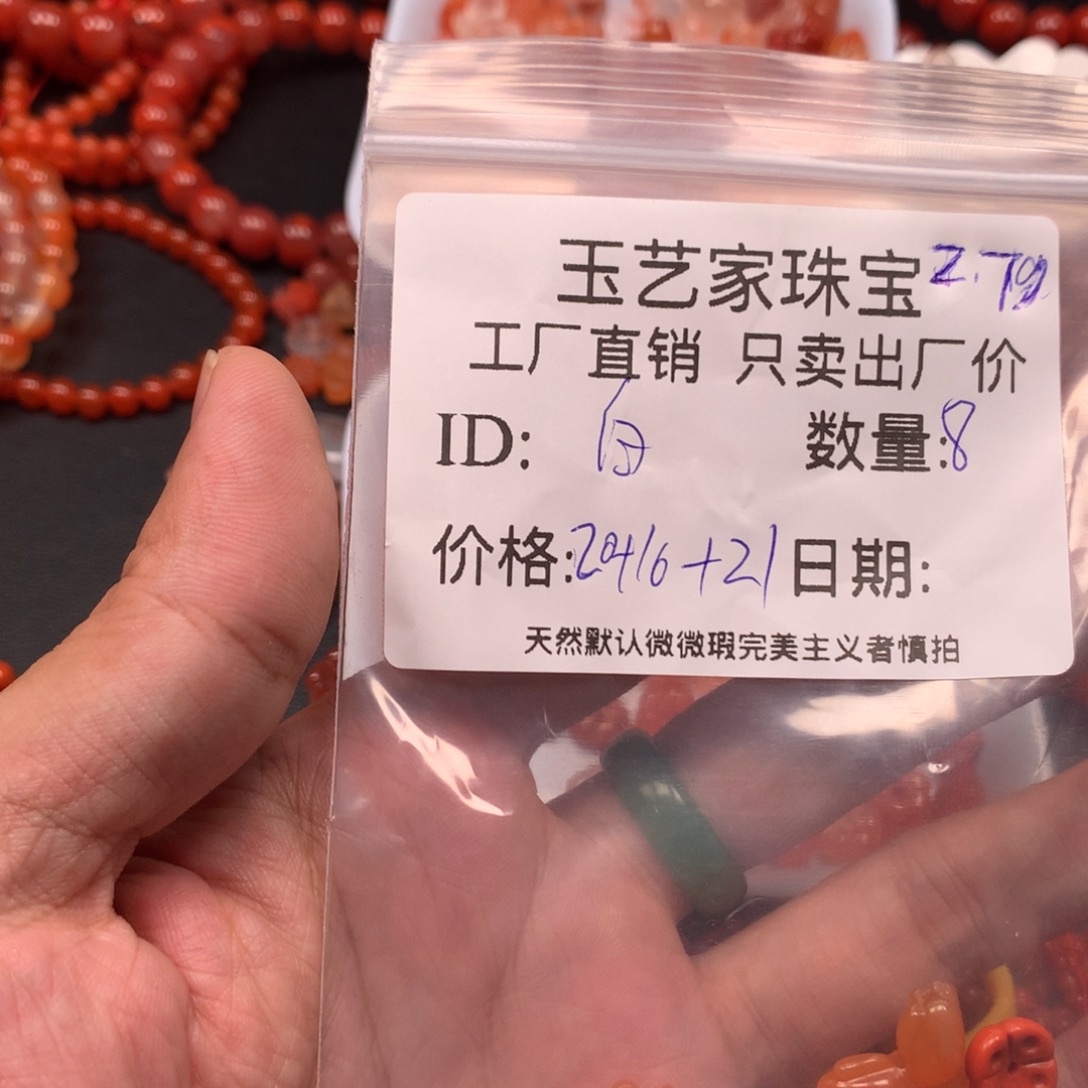 玉艺家珠宝 2.7g
工厂直销 只卖出厂价
ID: 白 数量:8
价格:2416+21 日期:
天然默认微微瑕完美主义者慎拍